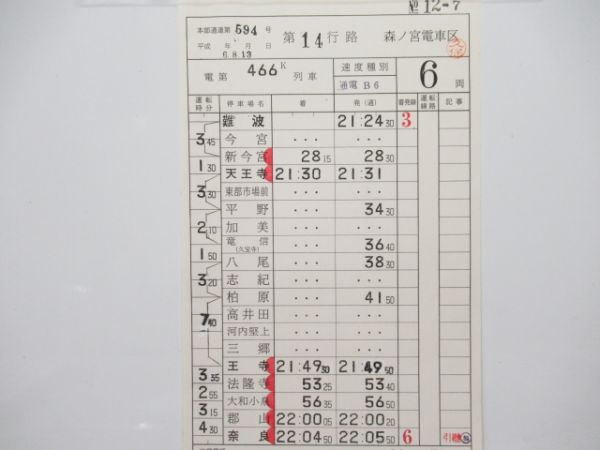 № 12-7
本部通運第 594 号
平成 年 月 日
6.8.13
第 14 行路 森ノ宮電車区
電第 466K 列車 速度種別 通電 B6 6 両
運転時分 停車場名 着 発（通） 着発線 運転線路 記事
難波 21:24 30 3
3 45
今宮 ... ...
新今宮 28 15 28 30
1 30
天王寺 21:30 21:31
東部市場前 ... ...
3 30
平野 ... 34 30
2 10
加美 ... ...
竜信 (久宝寺) ... 36 40
1 50
八尾 ... 38 30
志紀 ... ...
3 20
柏原 ... 41 50
高井田 ... ...
7 40
河内堅上 ... ...
三郷 ... ...
王寺 21:49 30 21:49 50
3 35
法隆寺 53 25 53 40
2 55
大和小泉 56 35 56 50
3 15
郡山 22:00 05 22:00 20
4 30
奈良 22:04 50 22:05 50 6 引